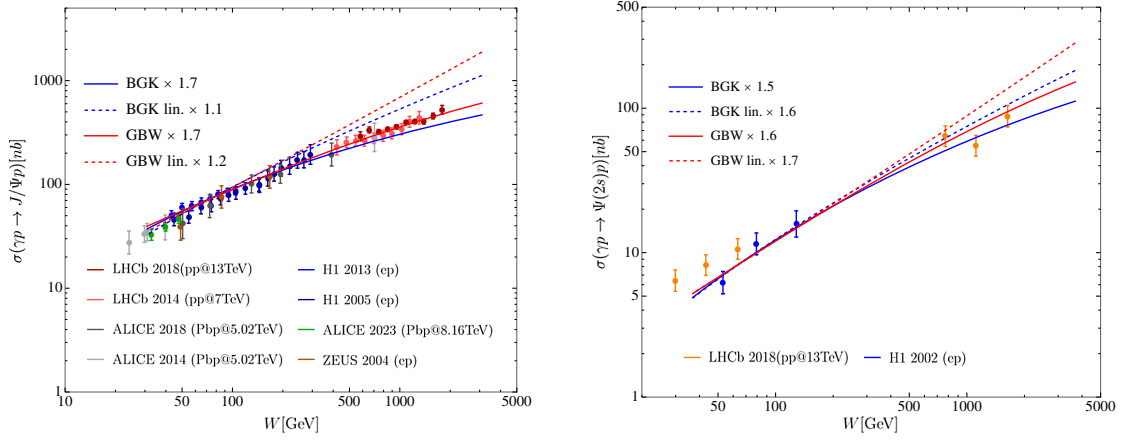 1000
100
10
1
10
50
100
500
1000
5000
σ(γp → J/Ψp)[nb]
W[GeV]
BGK × 1.7
BGK lin. × 1.1
GBW × 1.7
GBW lin. × 1.2
LHCb 2018(pp@13TeV)
H1 2013 (ep)
LHCb 2014 (pp@7TeV)
H1 2005 (ep)
ALICE 2018 (Pbp@5.02TeV)
ALICE 2023 (Pbp@8.16TeV)
ALICE 2014 (Pbp@5.02TeV)
ZEUS 2004 (ep)
500
100
50
10
5
1
50
100
500
1000
5000
σ(γp → Ψ(2s)p)[nb]
W[GeV]
BGK × 1.5
BGK lin. × 1.6
GBW × 1.6
GBW lin. × 1.7
LHCb 2018(pp@13TeV)
H1 2002 (ep)